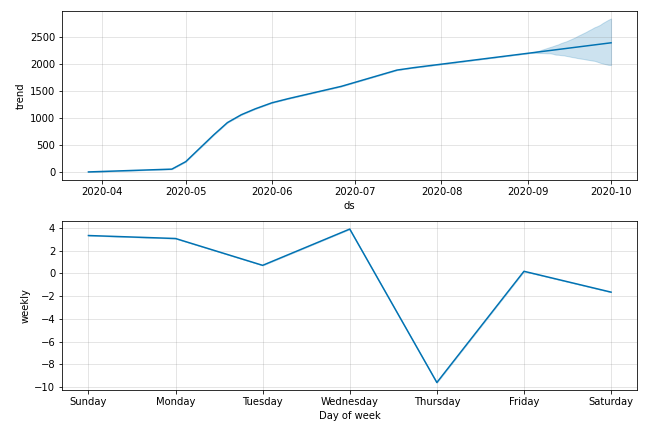 2500
2000
1500
1000
500
0
trend
2020-04 2020-05 2020-06 2020-07 2020-08 2020-09 2020-10
ds
4
2
0
−2
−4
−6
−8
−10
weekly
Sunday Monday Tuesday Wednesday Thursday Friday Saturday
Day of week